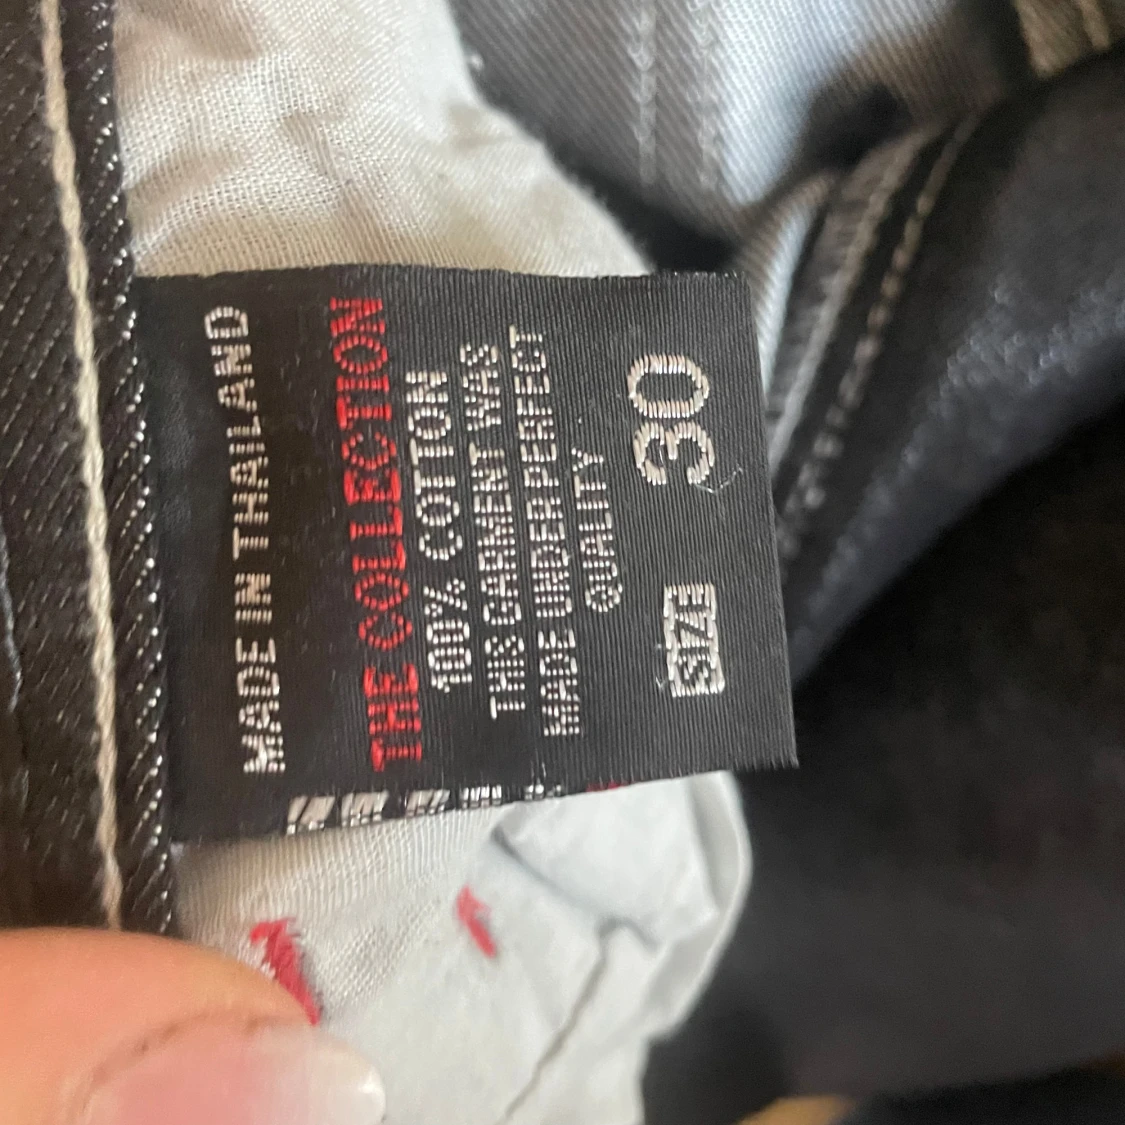 MADE IN THAILAND
THE COLLECTION
100% COTTON
THIS GARMENT WAS
MADE UNDER PERFECT
QUALITY
SIZE 30